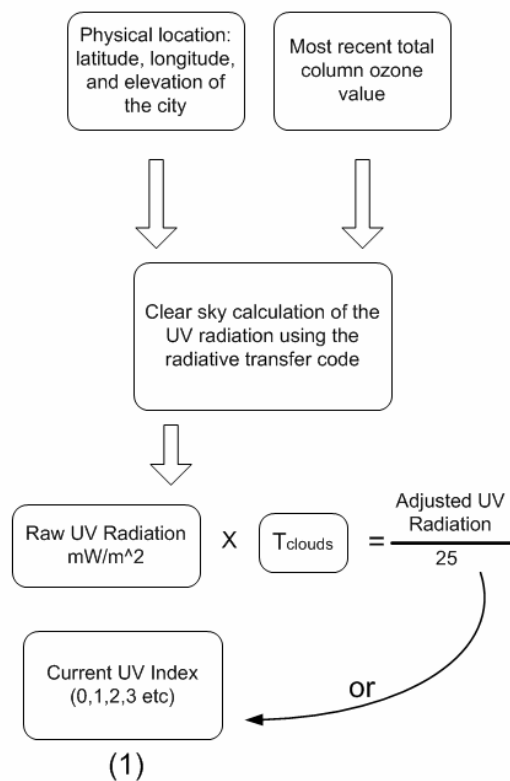 Physical location:
latitude, longitude,
and elevation of
the city
Most recent total
column ozone
value
Clear sky calculation of the
UV radiation using the
radiative transfer code
Raw UV Radiation
mW/m^2
X
Tclouds
=
Adjusted UV
Radiation
25
or
Current UV Index
(0,1,2,3 etc)
(1)